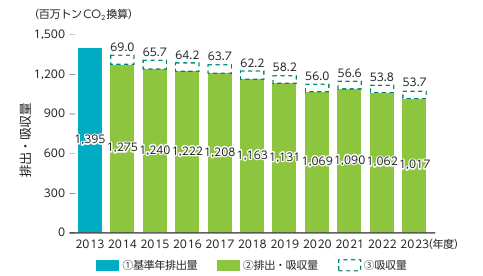 (百万トンCO₂換算)
1,500
1,200
900
600
300
0
排出・吸収量
69.0 65.7 64.2 63.7 62.2 58.2 56.0 56.6 53.8 53.7
1,395 1,275 1,240 1,222 1,208 1,163 1,131 1,069 1,090 1,062 1,017
2013 2014 2015 2016 2017 2018 2019 2020 2021 2022 2023(年度)
①基準年排出量 ②排出・吸収量 ③吸収量